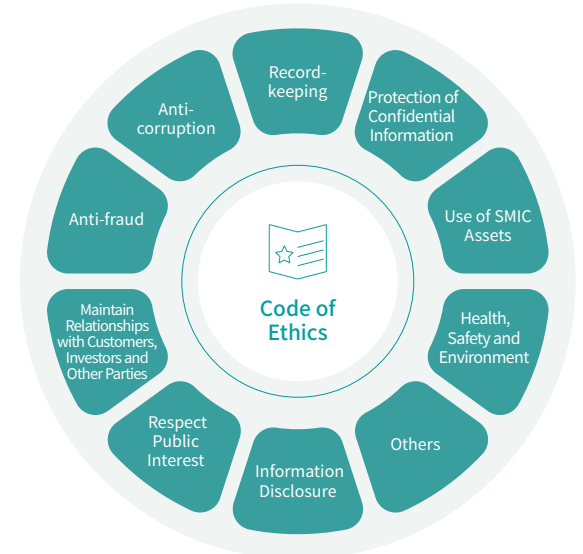 Record-
keeping
Protection of
Confidential
Information
Use of SMIC
Assets
Health,
Safety and
Environment
Others
Information
Disclosure
Respect
Public
Interest
Maintain
Relationships
with Customers,
Investors and
Other Parties
Anti-fraud
Anti-
corruption
Code of
Ethics